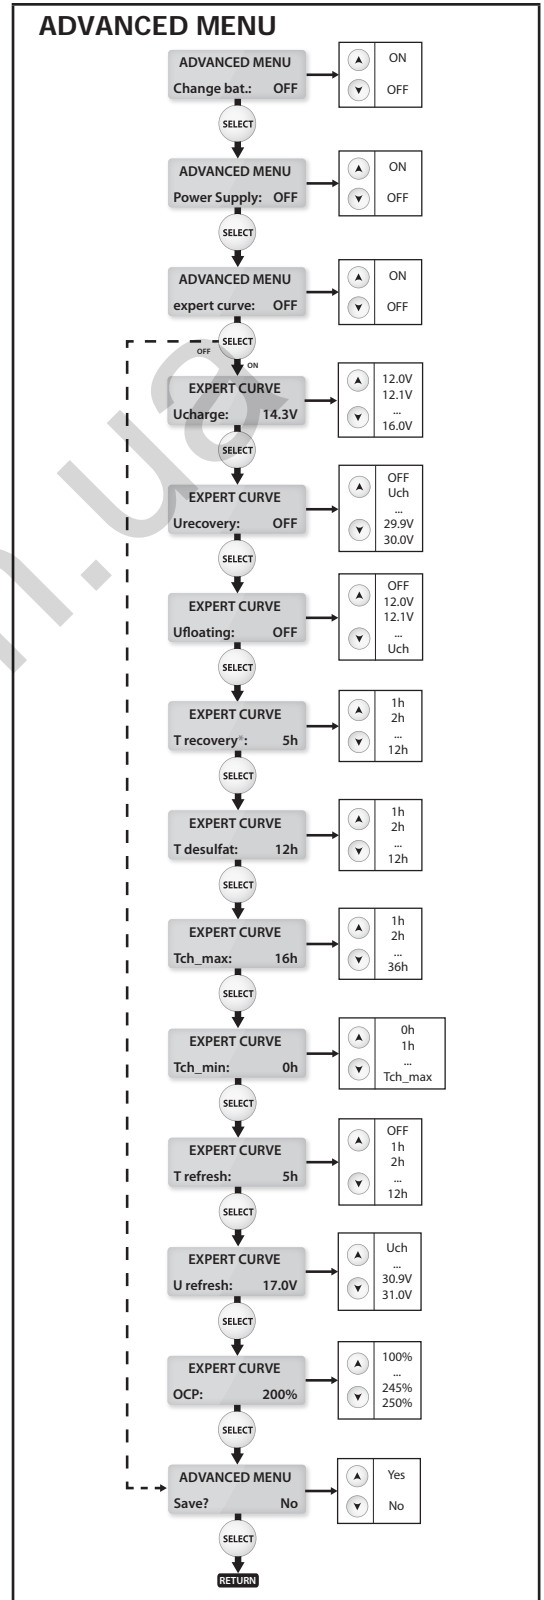 ADVANCED MENU
ADVANCED MENU
Change bat.: OFF
ON
OFF
SELECT
ADVANCED MENU
Power Supply: OFF
ON
OFF
SELECT
ADVANCED MENU
expert curve: OFF
ON
OFF
SELECT
OFF
ON
EXPERT CURVE
Ucharge: 14.3V
12.0V
12.1V
...
16.0V
SELECT
EXPERT CURVE
Urecovery: OFF
OFF
Uch
...
29.9V
30.0V
SELECT
EXPERT CURVE
Ufloating: OFF
OFF
12.0V
12.1V
...
Uch
SELECT
EXPERT CURVE
T recovery*: 5h
1h
2h
...
12h
SELECT
EXPERT CURVE
T desulfat: 12h
1h
2h
...
12h
SELECT
EXPERT CURVE
Tch_max: 16h
1h
2h
...
36h
SELECT
EXPERT CURVE
Tch_min: 0h
0h
1h
...
Tch_max
SELECT
EXPERT CURVE
T refresh: 5h
OFF
1h
2h
...
12h
SELECT
EXPERT CURVE
U refresh: 17.0V
Uch
...
30.9V
31.0V
SELECT
EXPERT CURVE
OCP: 200%
100%
...
245%
250%
SELECT
ADVANCED MENU
Save? No
Yes
No
SELECT
RETURN
n.ua